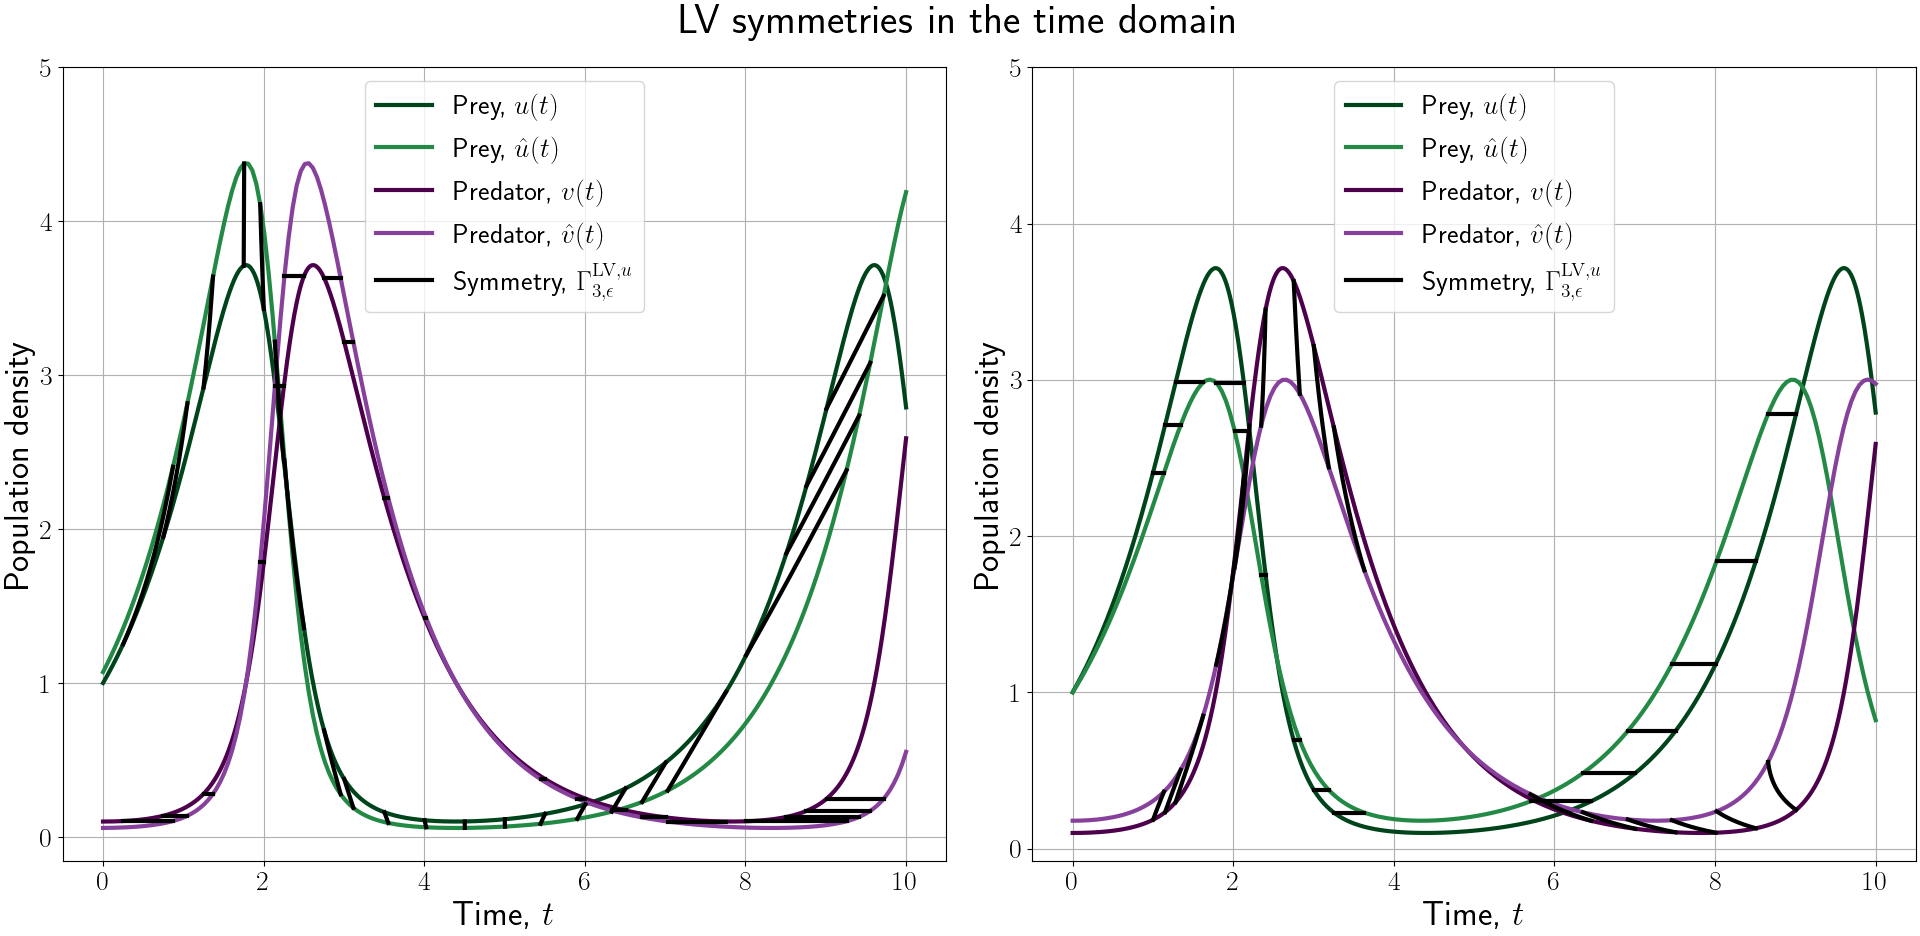 LV symmetries in the time domain
Population density
5
4
3
2
1
0
Prey, u(t)
Prey, û(t)
Predator, v(t)
Predator, v̂(t)
Symmetry, Γ₃,ϵ^LV,u
0 2 4 6 8 10
Time, t
Population density
5
4
3
2
1
0
Prey, u(t)
Prey, û(t)
Predator, v(t)
Predator, v̂(t)
Symmetry, Γ₃,ϵ^LV,u
0 2 4 6 8 10
Time, t